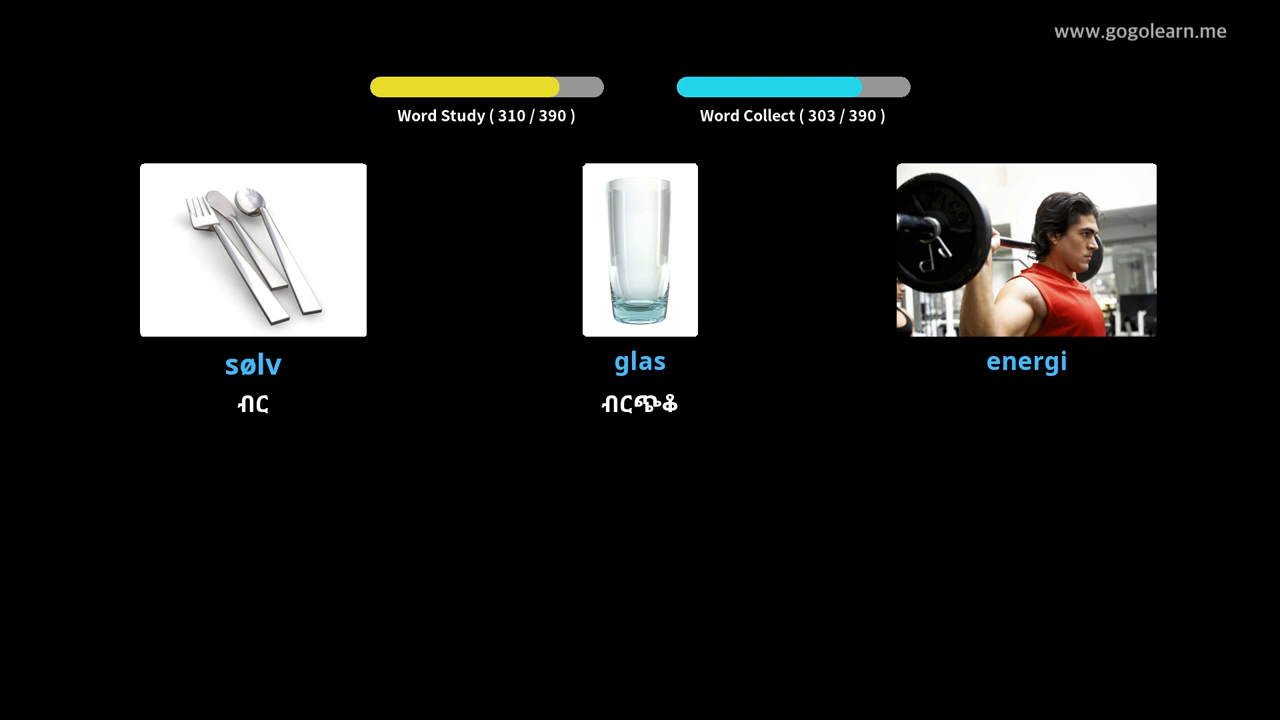 www.gogolearn.me
Word Study ( 310 / 390 )
Word Collect ( 303 / 390 )
sølv
glas
energi
ብር
ብርጭቆ